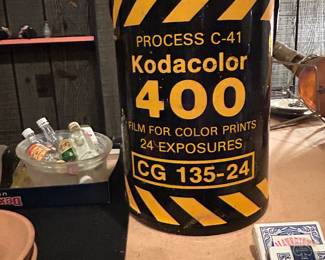 PROCESS C-41
Kodacolor
400
FILM FOR COLOR PRINTS
24 EXPOSURES
CG 135-24